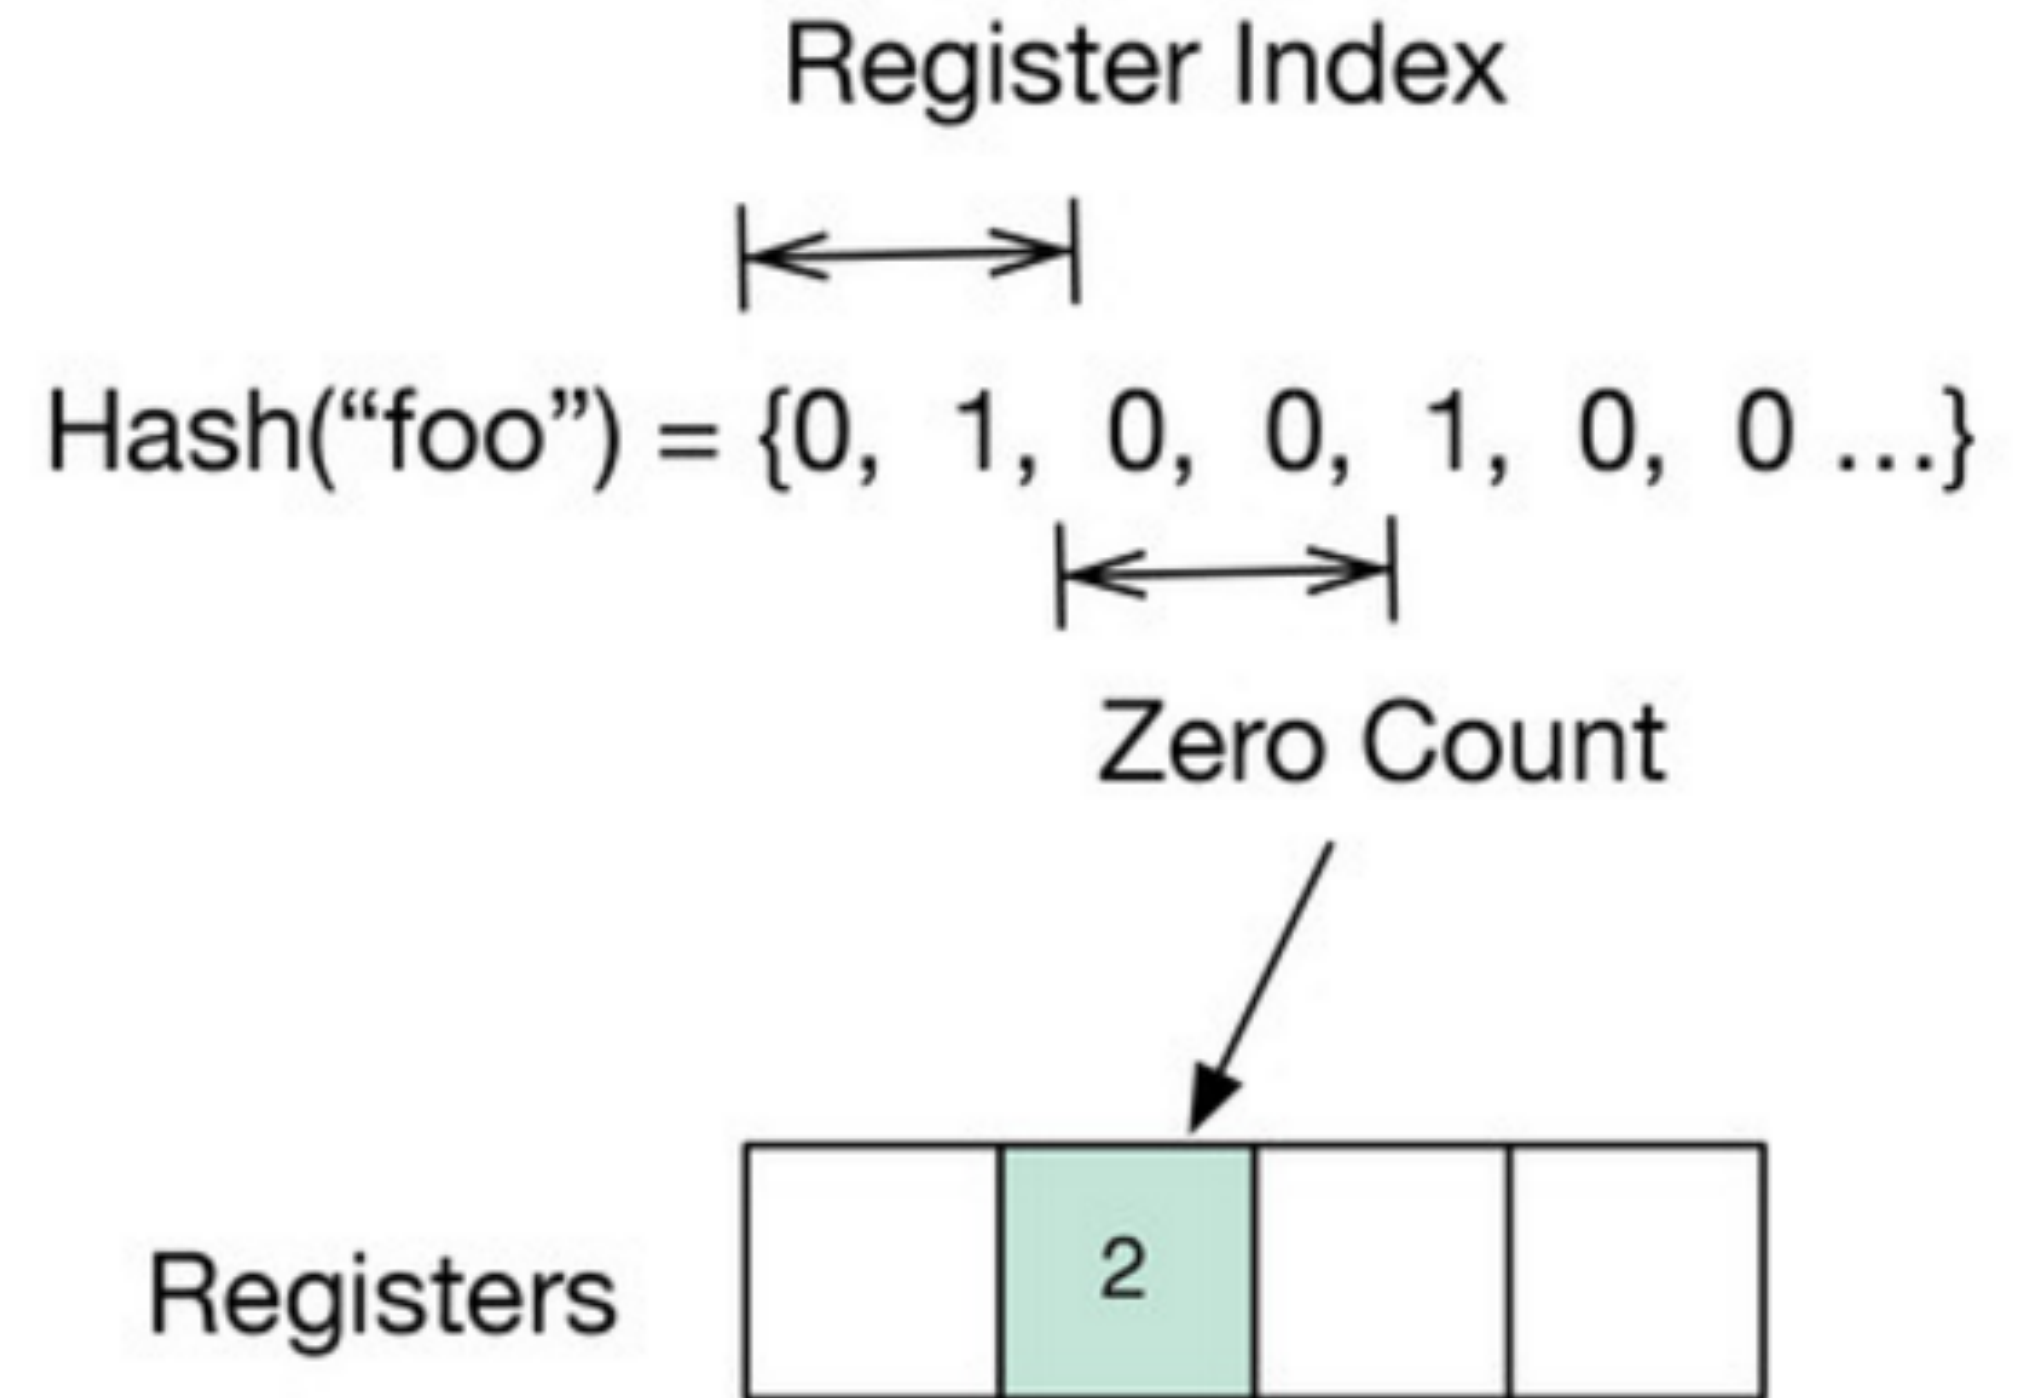 Register Index
Hash(“foo”) = {0, 1, 0, 0, 1, 0, 0 ...}
Zero Count
Registers
2